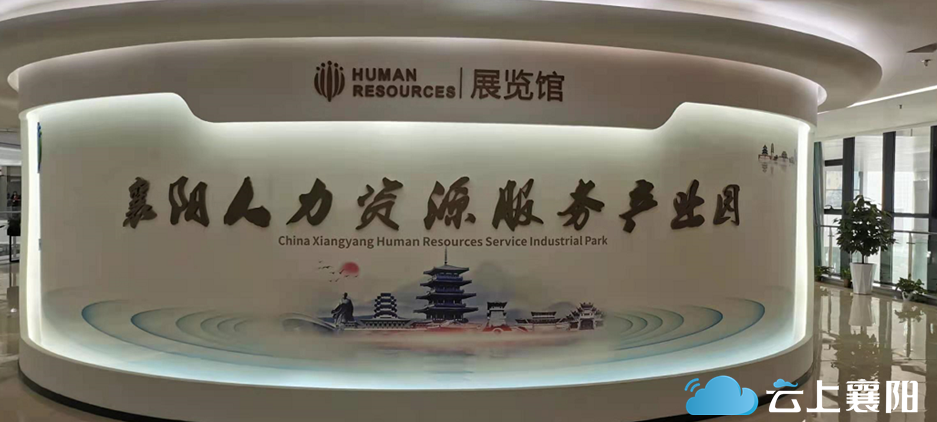 HUMAN
RESOURCES
展览馆
襄阳人力资源服务产业园
China Xiangyang Human Resources Service Industrial Park
云上襄阳